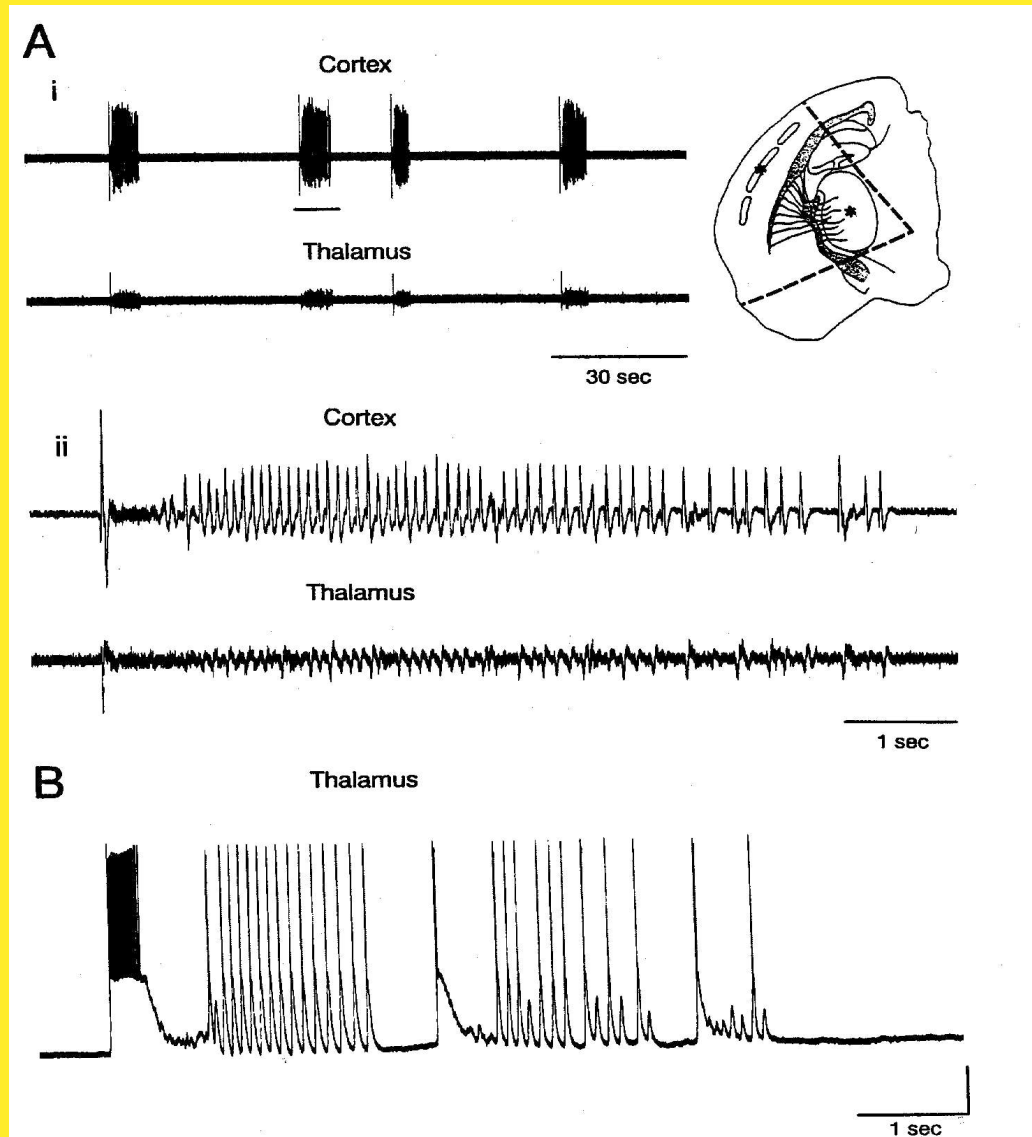 A
i
Cortex
Thalamus
30 sec
ii
Cortex
Thalamus
1 sec
B
Thalamus
1 sec